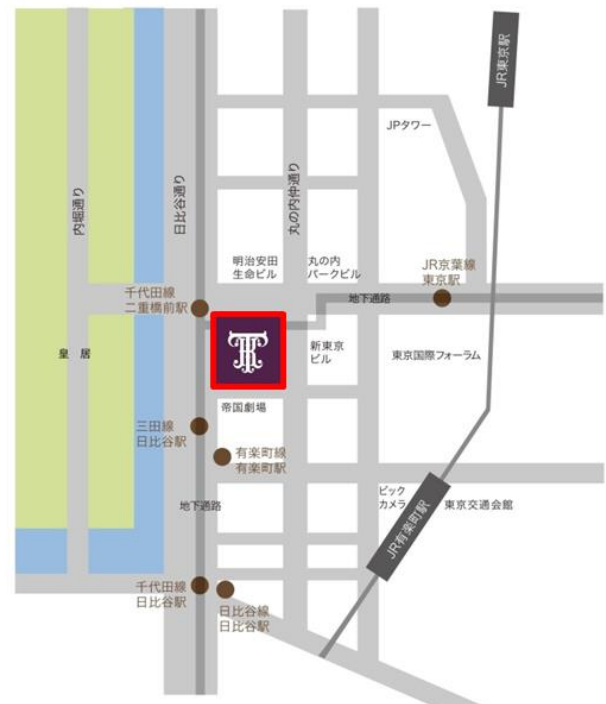 JR東京駅
JPタワー
丸の内仲通り
日比谷通り
内堀通り
明治安田
生命ビル
丸の内
パークビル
JR京葉線
東京駅
千代田線
二重橋前駅
地下通路
皇居
新東京
ビル
東京国際フォーラム
帝国劇場
三田線
日比谷駅
有楽町線
有楽町駅
地下通路
ビック
カメラ
東京交通会館
JR有楽町駅
千代田線
日比谷駅
日比谷線
日比谷駅